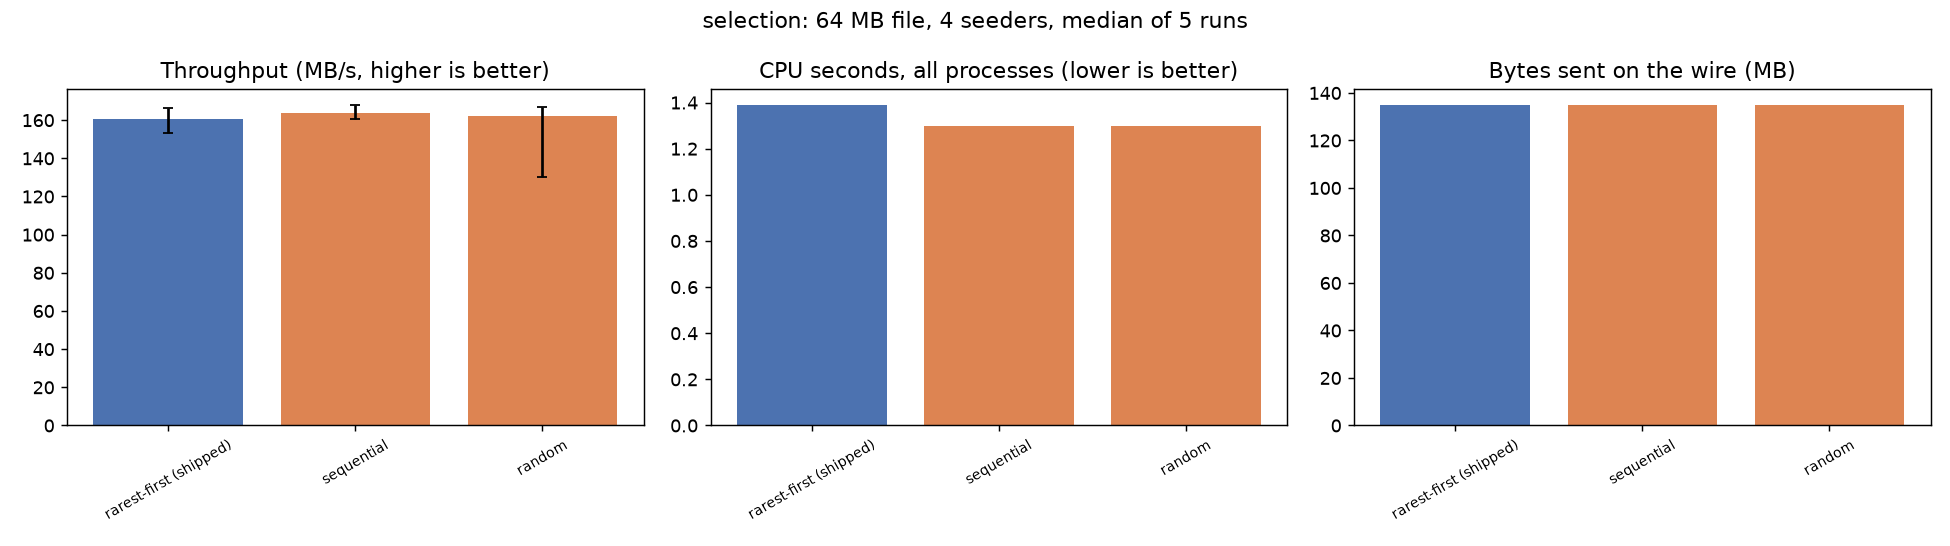 selection: 64 MB file, 4 seeders, median of 5 runs
Throughput (MB/s, higher is better)
160
140
120
100
80
60
40
20
0
rarest-first (shipped)
sequential
random
CPU seconds, all processes (lower is better)
1.4
1.2
1.0
0.8
0.6
0.4
0.2
0.0
rarest-first (shipped)
sequential
random
Bytes sent on the wire (MB)
140
120
100
80
60
40
20
0
rarest-first (shipped)
sequential
random